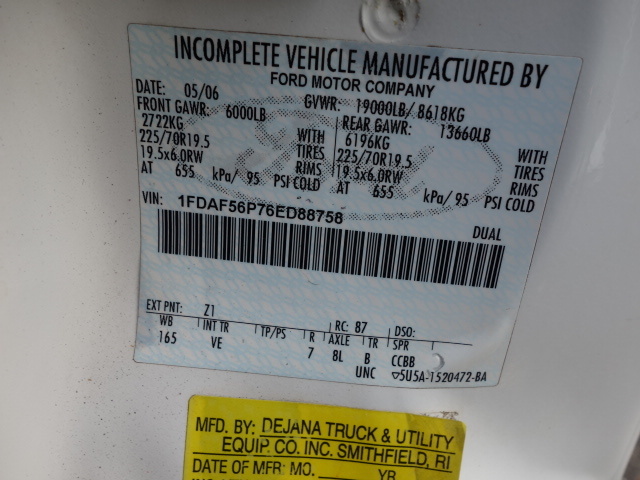 INCOMPLETE VEHICLE MANUFACTURED BY
FORD MOTOR COMPANY
DATE: 05/06 GVWR: 19000LB/ 8618KG
FRONT GAWR: 6000LB REAR GAWR: 13660LB
2722KG WITH 6196KG WITH
225/70R19.5 TIRES 225/70R19.5 TIRES
19.5x6.0RW RIMS 19.5x6.0RW RIMS
AT 655 kPa/ 95 PSI COLD AT 655 kPa/ 95 PSI COLD
VIN: 1FDAF56P76ED88758
DUAL
EXT PNT: Z1 RC: 87 DSO:
WB INT TR TP/PS R AXLE TR SPR
165 VE 7 8L B CCBB
UNC ▽5U5A-1520472-BA
MFD. BY: DEJANA TRUCK & UTILITY
EQUIP. CO. INC. SMITHFIELD, RI
DATE OF MFR: MO. YR